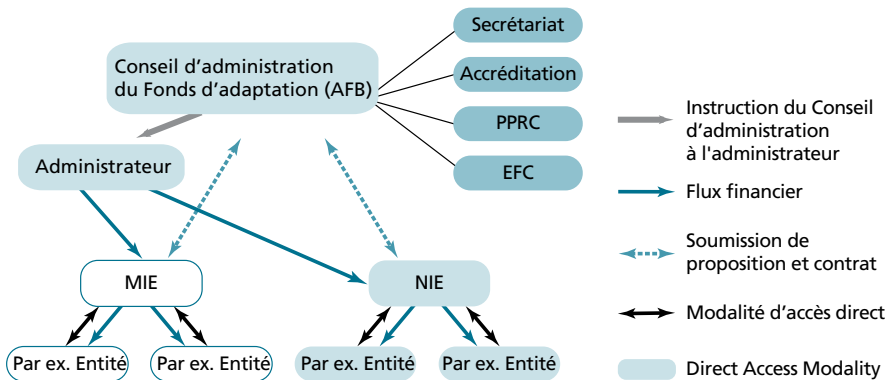 Conseil d’administration
du Fonds d’adaptation (AFB)
Secrétariat
Accréditation
PPRC
EFC
Administrateur
MIE
NIE
Par ex. Entité
Par ex. Entité
Par ex. Entité
Par ex. Entité
Instruction du Conseil
d’administration
à l'administrateur
Flux financier
Soumission de
proposition et contrat
Modalité d’accès direct
Direct Access Modality